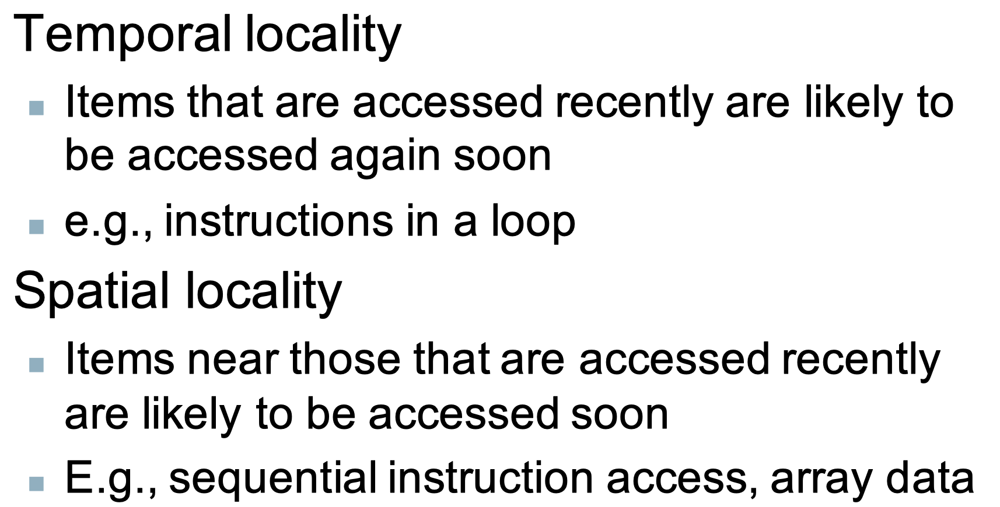 Temporal locality
Items that are accessed recently are likely to
be accessed again soon
e.g., instructions in a loop
Spatial locality
Items near those that are accessed recently
are likely to be accessed soon
E.g., sequential instruction access, array data